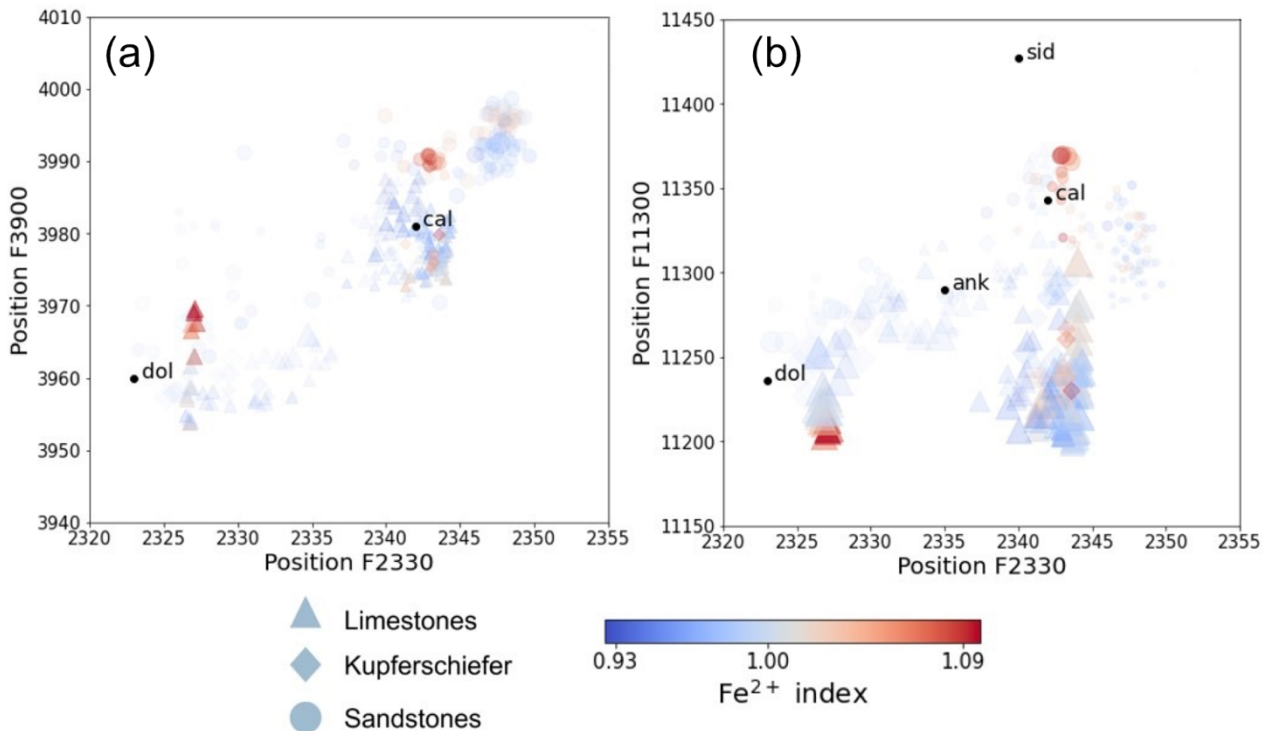 (a)
4010
4000
3990
3980
3970
3960
3950
3940
Position F3900
cal
dol
2320 2325 2330 2335 2340 2345 2350 2355
Position F2330
(b)
11450
11400
11350
11300
11250
11200
11150
Position F11300
sid
cal
ank
dol
2320 2325 2330 2335 2340 2345 2350 2355
Position F2330
Limestones
Kupferschiefer
Sandstones
0.93 1.00 1.09
Fe²⁺ index